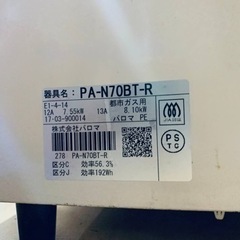 器具名: PA-N70BT-R
E1-4-14 都市ガス用
12A 7.55kW 13A 8.10kW
17-03-900014 パロマ PE
株式会社パロマ
278 PA-N70BT-R
区分C 効率56.3%
区分J 効率192Wh
PS
TG